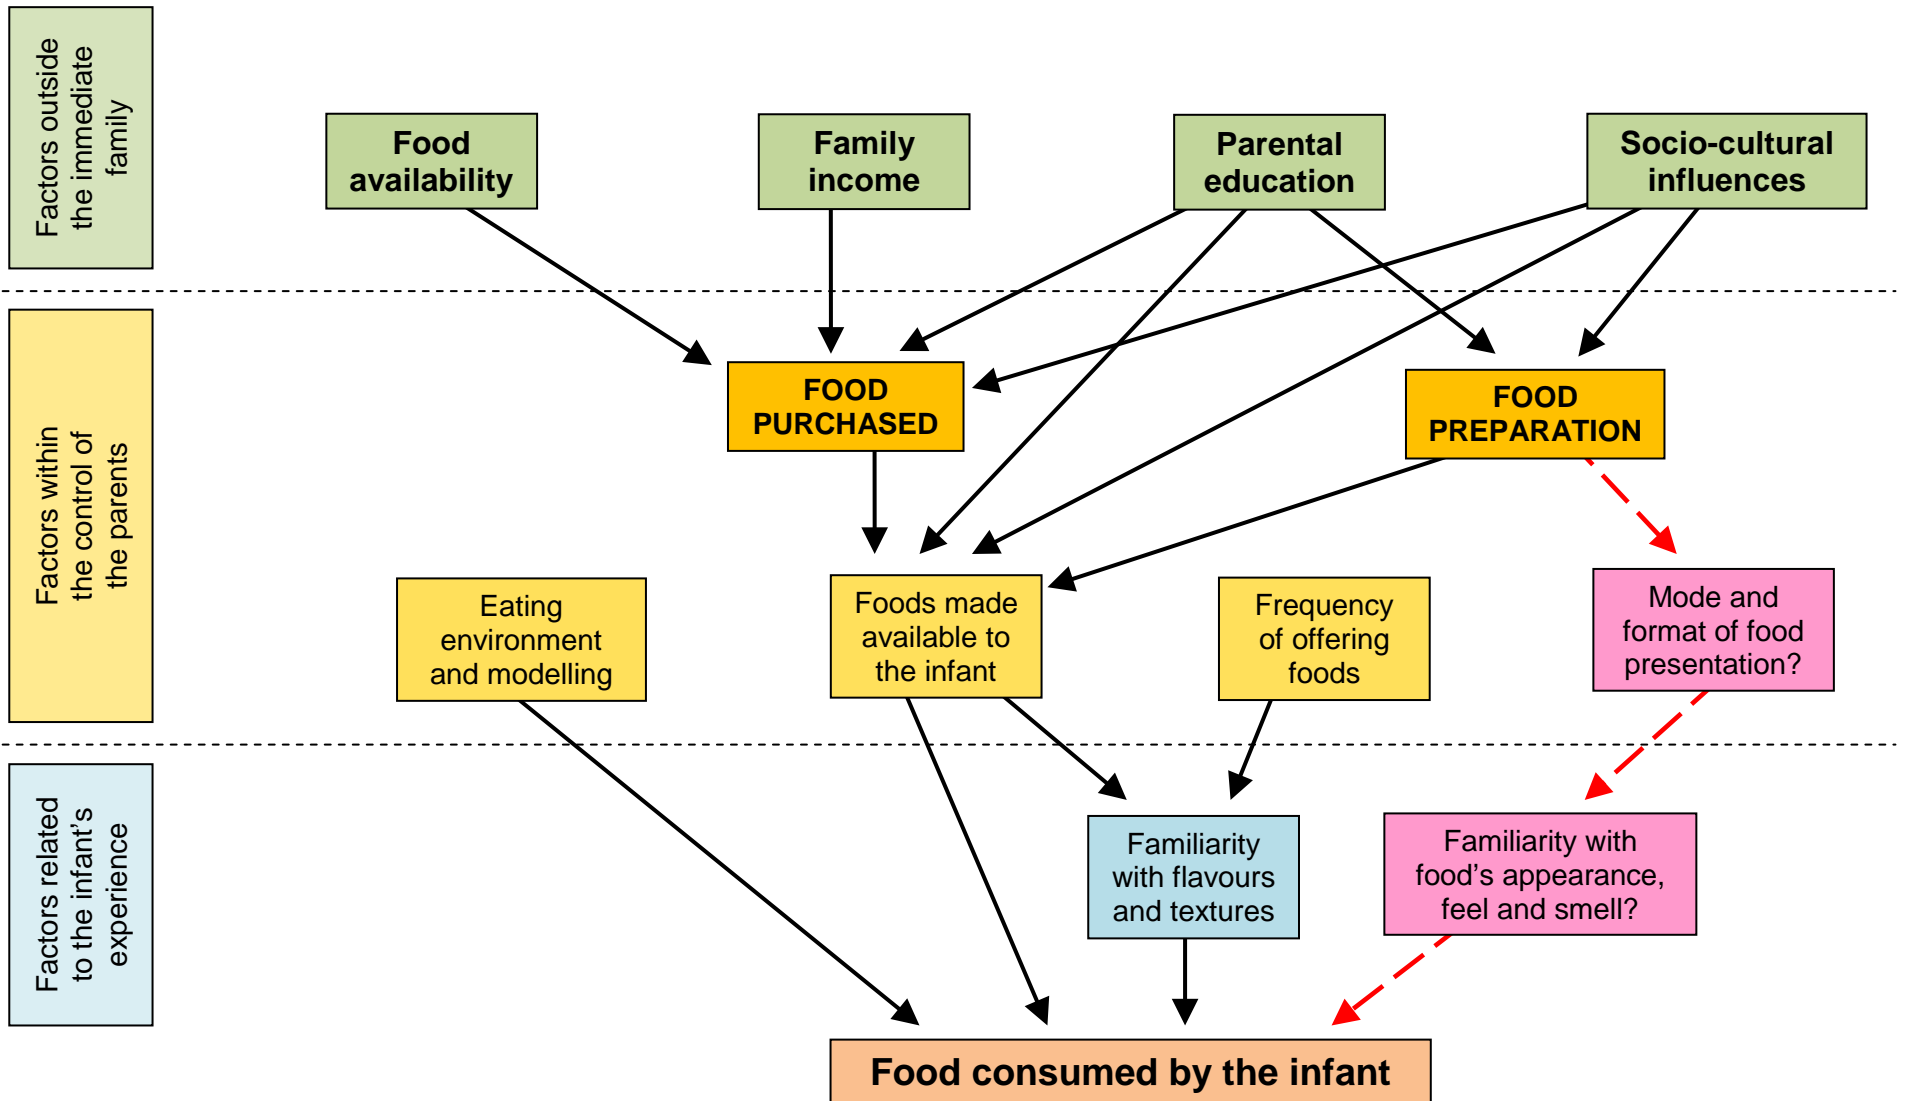 Factors outside
the immediate
family
Food
availability
Family
income
Parental
education
Socio-cultural
influences
Factors within
the control of
the parents
FOOD
PURCHASED
FOOD
PREPARATION
Eating
environment
and modelling
Foods made
available to
the infant
Frequency
of offering
foods
Mode and
format of food
presentation?
Factors related
to the infant’s
experience
Familiarity
with flavours
and textures
Familiarity with
food’s appearance,
feel and smell?
Food consumed by the infant